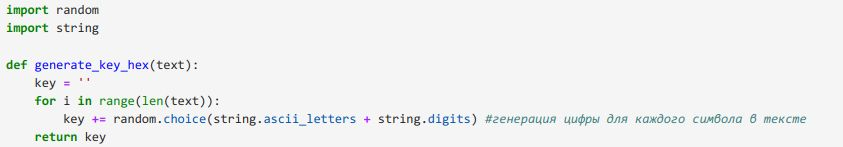 import random
import string

def generate_key_hex(text):
    key = ''
    for i in range(len(text)):
        key += random.choice(string.ascii_letters + string.digits) #генерация цифры для каждого символа в тексте
    return key